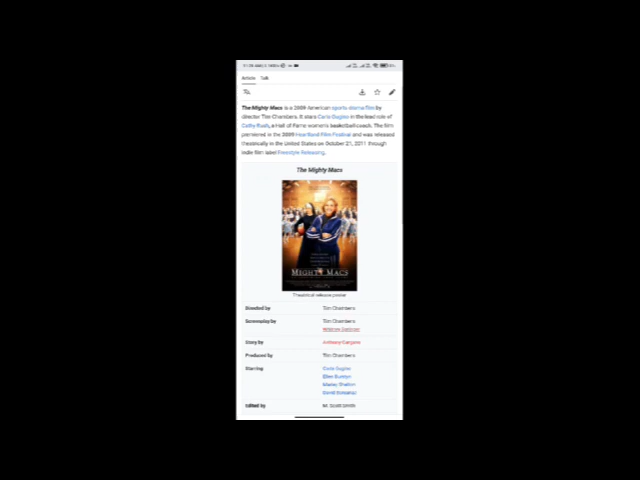 Article Talk
The Mighty Macs is a 2009 American sports drama film by
director Tim Chambers. It stars Carla Gugino in the lead role of
Cathy Rush, a Hall of Fame women's basketball coach. The film
premiered in the 2009 Heartland Film Festival and was released
theatrically in the United States on October 21, 2011 through
indie film label Freestyle Releasing.
The Mighty Macs
MIGHTY MACS
Theatrical release poster
Directed by Tim Chambers
Screenplay by Tim Chambers
Story by Anthony Gargano
Produced by Tim Chambers
Starring Carla Gugino
Ellen Burstyn
Marley Shelton
David Boreanaz
Edited by M. Scott Smith